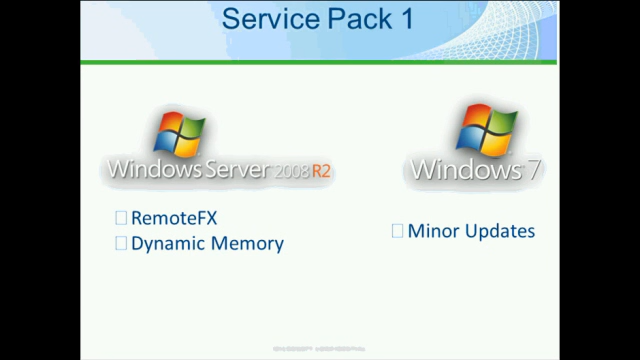 Service Pack 1
Windows Server 2008 R2
RemoteFX
Dynamic Memory
Windows 7
Minor Updates